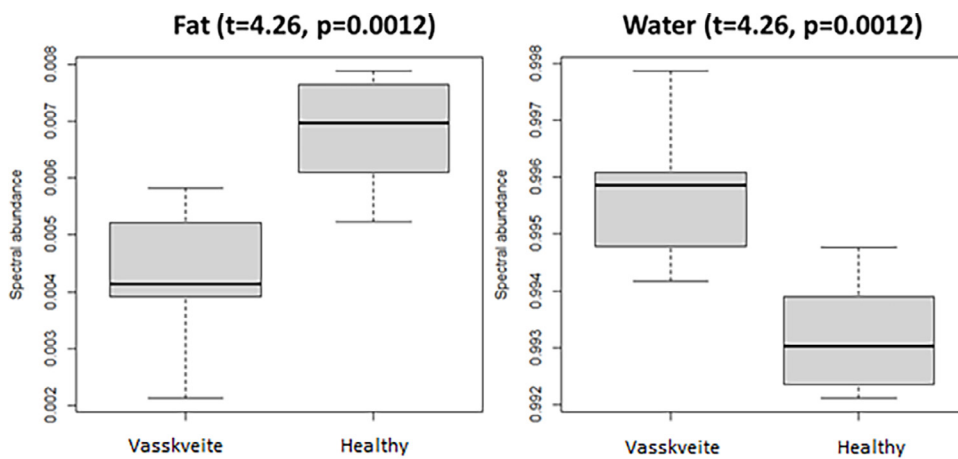 Fat (t=4.26, p=0.0012)
Spectral abundance
0.008
0.007
0.006
0.005
0.004
0.003
0.002
Vasskveite
Healthy
Water (t=4.26, p=0.0012)
Spectral abundance
0.998
0.997
0.996
0.995
0.994
0.993
0.992
Vasskveite
Healthy